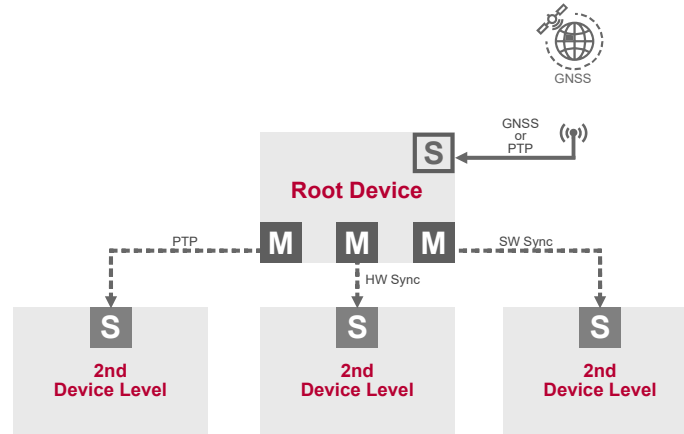 GNSS
GNSS
or
PTP
S
Root Device
M
M
M
PTP
SW Sync
HW Sync
S
S
S
2nd
Device Level
2nd
Device Level
2nd
Device Level